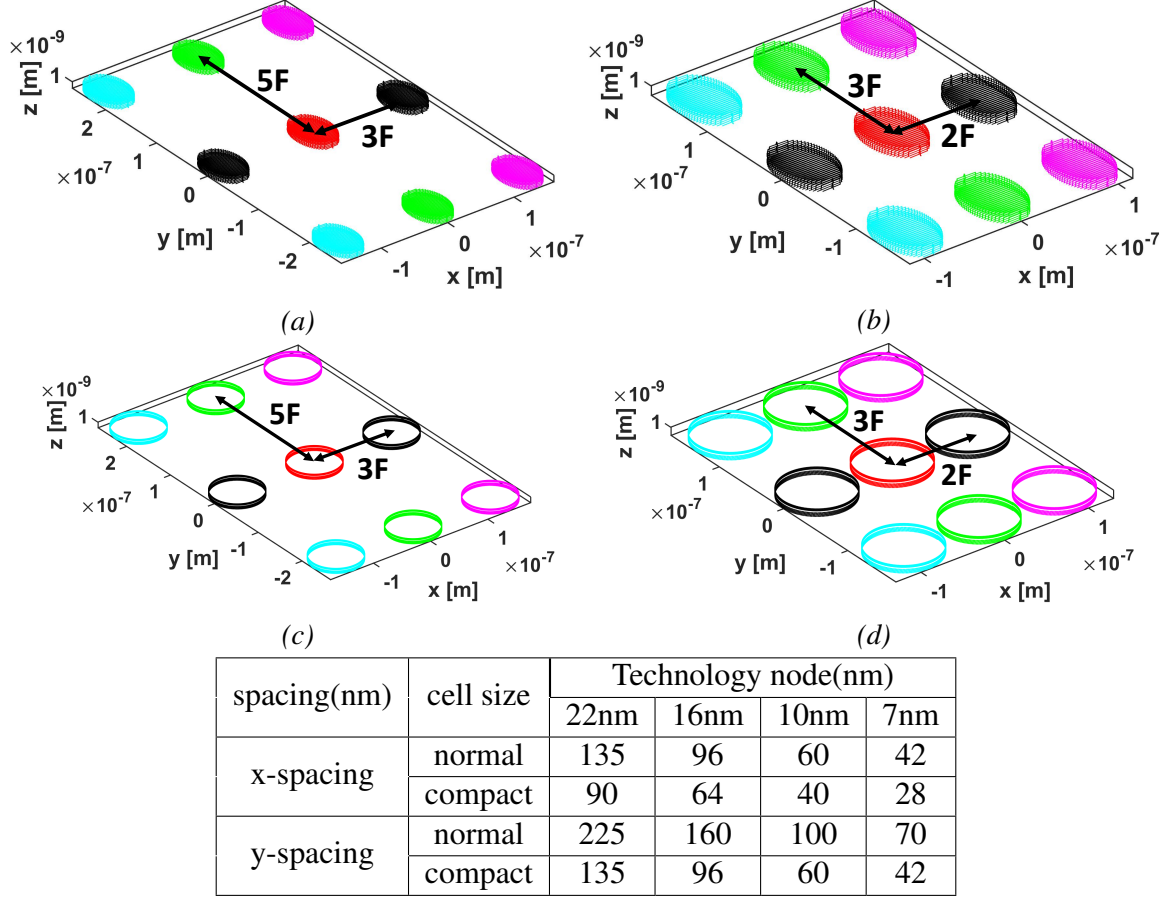 ×10⁻⁹
z [m]
1
5F
3F
2
1
×10⁻⁷
0
y [m]
-1
-2
-1
0
1
x [m]
×10⁻⁷
(a)
×10⁻⁹
z [m]
1
3F
2F
1
×10⁻⁷
0
y [m]
-1
-1
0
1
x [m]
×10⁻⁷
(b)
×10⁻⁹
z [m]
1
5F
3F
2
1
×10⁻⁷
0
y [m]
-1
-2
-1
0
1
x [m]
×10⁻⁷
(c)
×10⁻⁹
z [m]
1
3F
2F
1
×10⁻⁷
0
y [m]
-1
-1
0
1
x [m]
×10⁻⁷
(d)
spacing(nm) cell size Technology node(nm)
22nm 16nm 10nm 7nm
x-spacing normal 135 96 60 42
compact 90 64 40 28
y-spacing normal 225 160 100 70
compact 135 96 60 42